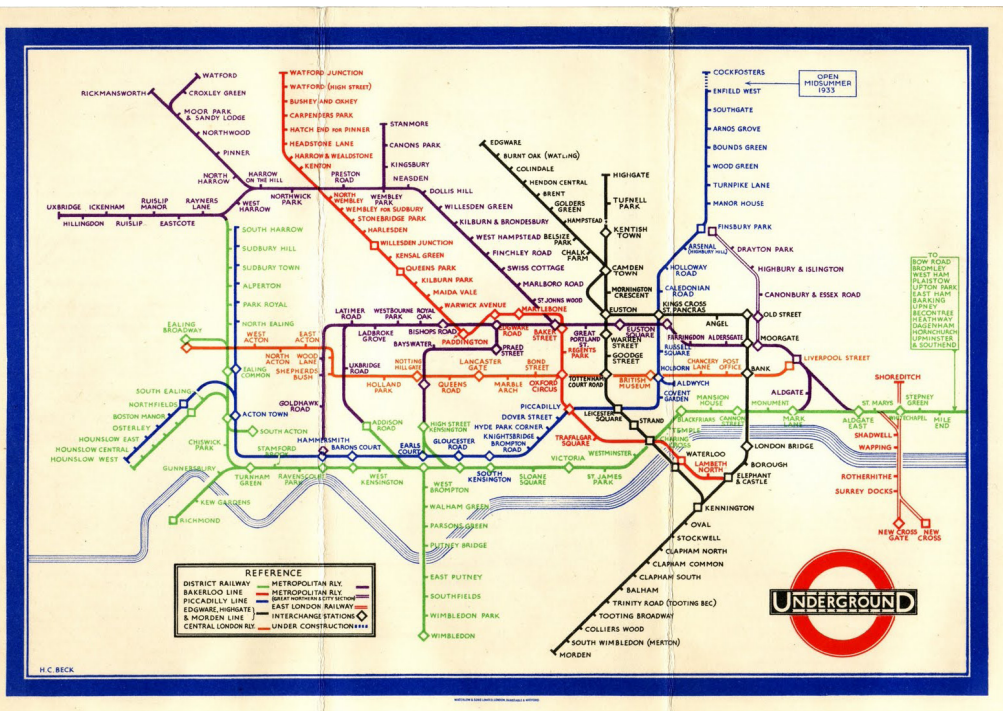 WATFORD
RICKMANSWORTH
CROXLEY GREEN
MOOR PARK
& SANDY LODGE
NORTHWOOD
PINNER
NORTH
HARROW
HARROW
ON THE HILL
NORTHWICK
PARK
PRESTON
ROAD
WEMBLEY
PARK
NEASDEN
WEST
HARROW
RAYNERS
LANE
EASTCOTE
RUISLIP
MANOR
RUISLIP
ICKENHAM
HILLINGDON
UXBRIDGE
WATFORD JUNCTION
WATFORD (HIGH STREET)
BUSHEY AND OXHEY
CARPENDERS PARK
HATCH END FOR PINNER
HEADSTONE LANE
HARROW & WEALDSTONE
KENTON
NORTH
WEMBLEY
WEMBLEY FOR SUDBURY
STONEBRIDGE PARK
HARLESDEN
WILLESDEN JUNCTION
KENSAL GREEN
QUEENS PARK
KILBURN PARK
MAIDA VALE
WARWICK AVENUE
STANMORE
CANONS PARK
KINGSBURY
DOLLIS HILL
WILLESDEN GREEN
KILBURN & BRONDESBURY
WEST HAMPSTEAD
FINCHLEY ROAD
SWISS COTTAGE
MARLBORO ROAD
ST JOHNS WOOD
MARYLEBONE
EDGWARE
BURNT OAK (WATLING)
COLINDALE
HENDON CENTRAL
BRENT
GOLDERS
GREEN
HAMPSTEAD
BELSIZE
PARK
CHALK
FARM
CAMDEN
TOWN
HIGHGATE
TUFNELL
PARK
KENTISH
TOWN
MORNINGTON
CRESCENT
EUSTON
COCKFOSTERS
OPEN
MIDSUMMER
1933
ENFIELD WEST
SOUTHGATE
ARNOS GROVE
BOUNDS GREEN
WOOD GREEN
TURNPIKE LANE
MANOR HOUSE
FINSBURY PARK
ARSENAL
(HIGHBURY HILL)
HOLLOWAY
ROAD
CALEDONIAN
ROAD
KINGS CROSS
ST. PANCRAS
DRAYTON PARK
HIGHBURY & ISLINGTON
CANONBURY & ESSEX ROAD
OLD STREET
ANGEL
MOORGATE
TO
BOW ROAD
BROMLEY
WEST HAM
PLAISTOW
UPTON PARK
EAST HAM
BARKING
UPNEY
BECONTREE
HEATHWAY
DAGENHAM
HORNCHURCH
UPMINSTER
& SOUTHEND
SOUTH HARROW
SUDBURY HILL
SUDBURY TOWN
ALPERTON
PARK ROYAL
NORTH EALING
EALING
BROADWAY
WEST
ACTON
NORTH
ACTON
EAST
ACTON
WOOD
LANE
SHEPHERDS
BUSH
EALING
COMMON
LATIMER
ROAD
LADBROKE
GROVE
WESTBOURNE
PARK
ROYAL
OAK
BISHOPS ROAD
PADDINGTON
EDGWARE
ROAD
BAKER
STREET
GREAT
PORTLAND
ST.
REGENTS
PARK
EUSTON
SQUARE
WARREN
STREET
GOODGE
STREET
RUSSELL
SQUARE
FARRINGDON
ALDERSGATE
BAYSWATER
PRAED
STREET
UXBRIDGE
ROAD
HOLLAND
PARK
NOTTING
HILL GATE
QUEENS
ROAD
LANCASTER
GATE
MARBLE
ARCH
BOND
STREET
OXFORD
CIRCUS
TOTTENHAM
COURT ROAD
BRITISH
MUSEUM
HOLBORN
CHANCERY
LANE
POST
OFFICE
BANK
LIVERPOOL STREET
ALDGATE
ALDWYCH
COVENT
GARDEN
SOUTH EALING
NORTHFIELDS
BOSTON MANOR
OSTERLEY
HOUNSLOW EAST
HOUNSLOW CENTRAL
HOUNSLOW WEST
ACTON TOWN
SOUTH ACTON
CHISWICK
PARK
GUNNERSBURY
KEW GARDENS
RICHMOND
TURNHAM
GREEN
STAMFORD
BROOK
RAVENSCOURT
PARK
GOLDHAWK
ROAD
HAMMERSMITH
BARONS COURT
WEST
KENSINGTON
ADDISON
ROAD
HIGH STREET
KENSINGTON
EARLS
COURT
GLOUCESTER
ROAD
SOUTH
KENSINGTON
KNIGHTSBRIDGE
BROMPTON
ROAD
HYDE PARK CORNER
DOVER STREET
PICCADILLY
LEICESTER
SQUARE
STRAND
TRAFALGAR
SQUARE
SLOANE
SQUARE
VICTORIA
ST. JAMES
PARK
WESTMINSTER
CHARING
CROSS
TEMPLE
BLACKFRIARS
MANSION
HOUSE
CANNON
STREET
MONUMENT
MARK
LANE
ALDGATE
EAST
ST. MARYS
WHITECHAPEL
STEPNEY
GREEN
MILE
END
SHOREDITCH
SHADWELL
WAPPING
ROTHERHITHE
SURREY DOCKS
NEW CROSS
GATE
NEW
CROSS
WATERLOO
LAMBETH
NORTH
LONDON BRIDGE
BOROUGH
ELEPHANT
& CASTLE
KENNINGTON
OVAL
STOCKWELL
CLAPHAM NORTH
CLAPHAM COMMON
CLAPHAM SOUTH
BALHAM
TRINITY ROAD (TOOTING BEC)
TOOTING BROADWAY
COLLIERS WOOD
SOUTH WIMBLEDON (MERTON)
MORDEN
WEST
BROMPTON
WALHAM GREEN
PARSONS GREEN
PUTNEY BRIDGE
EAST PUTNEY
SOUTHFIELDS
WIMBLEDON PARK
WIMBLEDON
REFERENCE
DISTRICT RAILWAY
BAKERLOO LINE
PICCADILLY LINE
EDGWARE, HIGHGATE
& MORDEN LINE
CENTRAL LONDON RLY.
METROPOLITAN RLY.
METROPOLITAN RLY.
(GREAT NORTHERN & CITY SECTION)
EAST LONDON RAILWAY
INTERCHANGE STATIONS
UNDER CONSTRUCTION
UNDERGROUND
H.C. BECK